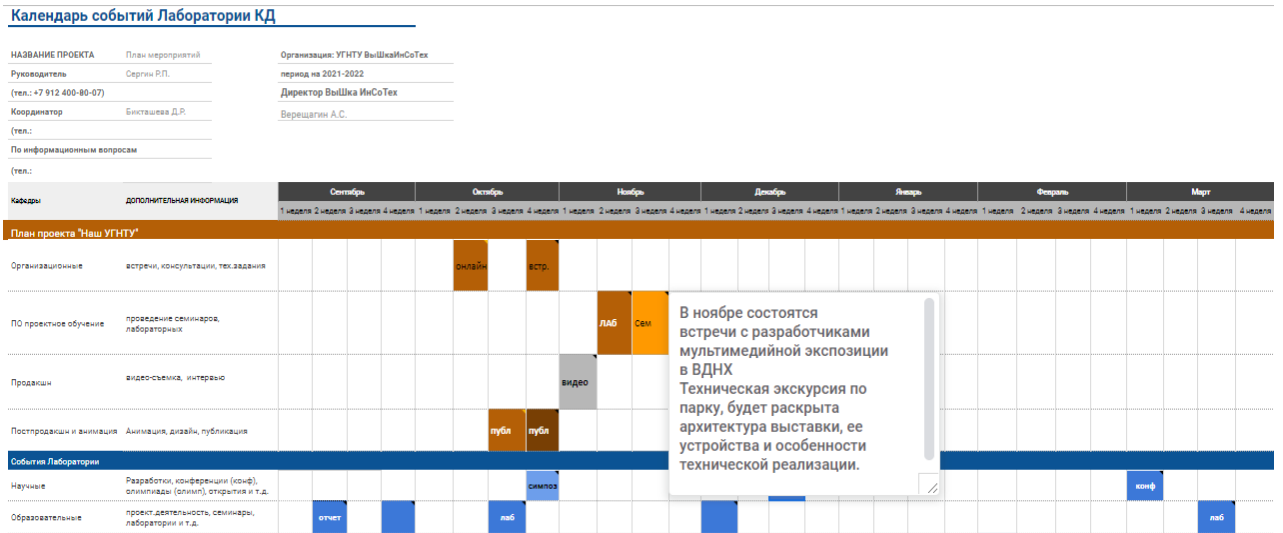 Календарь событий Лаборатории КД
НАЗВАНИЕ ПРОЕКТА План мероприятий Организация: УГНТУ ВыШкаИнСоТех
Руководитель Сергин Р.П. период на 2021-2022
(тел.: +7 912 400-80-07) Директор ВыШка ИнСоТех
Координатор Бикташева Д.Р. Верещагин А.С.
(тел.:
По информационным вопросам
(тел.:
Кафедры ДОПОЛНИТЕЛЬНАЯ ИНФОРМАЦИЯ Сентябрь Октябрь Ноябрь Декабрь Январь Февраль Март
1 неделя 2 неделя 3 неделя 4 неделя 1 неделя 2 неделя 3 неделя 4 неделя 1 неделя 2 неделя 3 неделя 4 неделя 1 неделя 2 неделя 3 неделя 4 неделя 1 неделя 2 неделя 3 неделя 4 неделя 1 неделя 2 неделя 3 неделя 4 неделя 1 неделя 2 неделя 3 неделя 4 неделя
План проекта "Наш УГНТУ"
Организационные встречи, консультации, тех.задания онлайн встр.
ПО проектное обучение проведение семинаров, лабораторных ЛАБ Сем
Продакшн видео-съемка, интервью видео
Постпродакшн и анимация Анимация, дизайн, публикация публ публ
В ноябре состоятся
встречи с разработчиками
мультимедийной экспозиции
в ВДНХ
Техническая экскурсия по
парку, будет раскрыта
архитектура выставки, ее
устройства и особенности
технической реализации.
События Лаборатории
Научные Разработки, конференции (конф), олимпиады (олимп), открытия и т.д. симпоз конф
Образовательные проект.деятельность, семинары, лаборатории и т.д. отчет лаб лаб